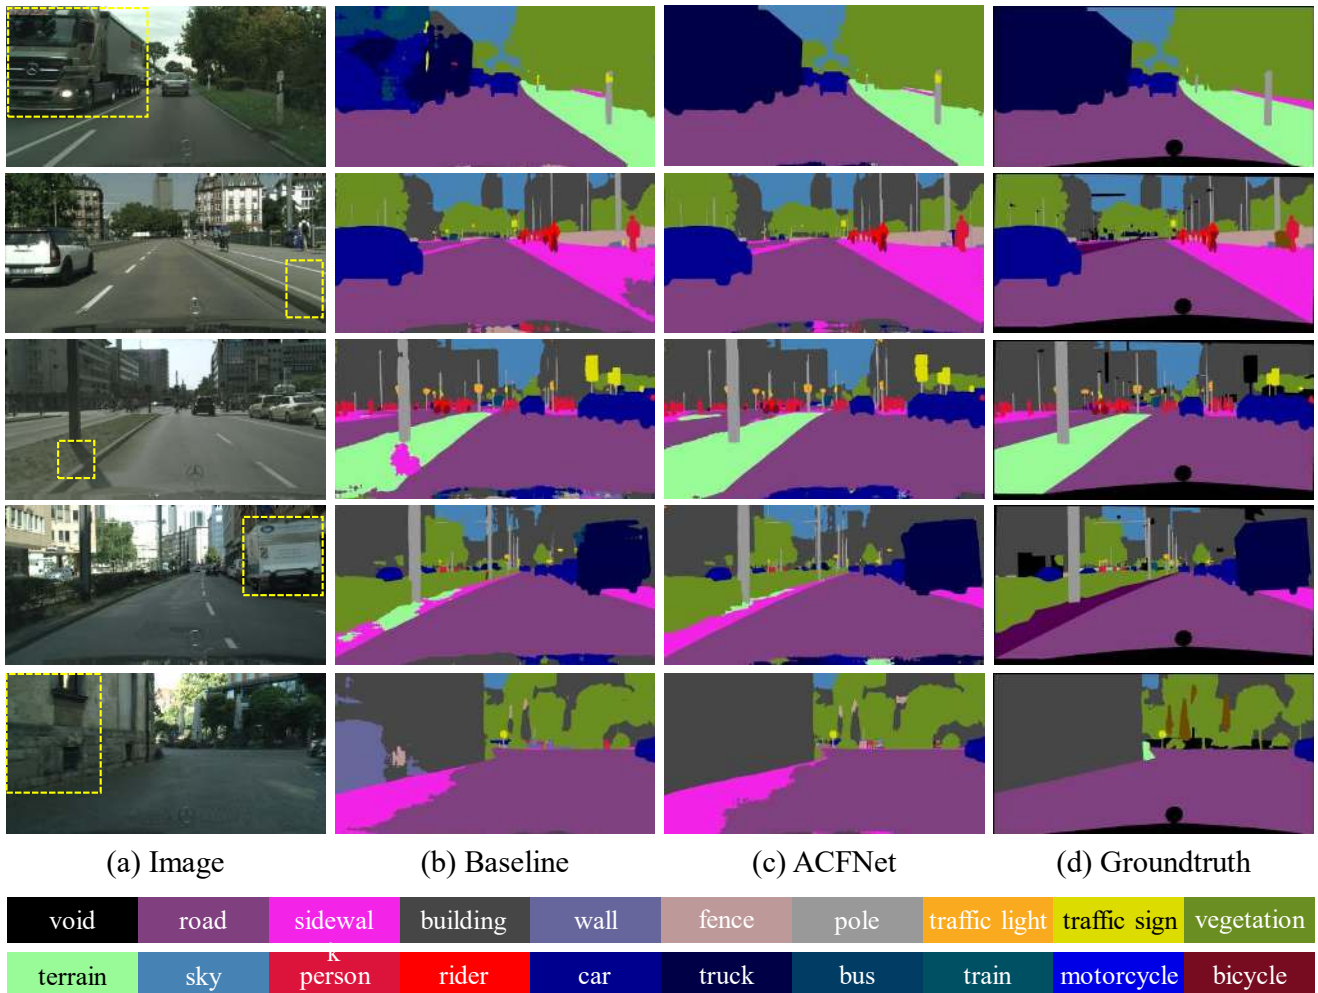 (a) Image (b) Baseline (c) ACFNet (d) Groundtruth
void road sidewal building wall fence pole traffic light traffic sign vegetation
k
terrain sky person rider car truck bus train motorcycle bicycle